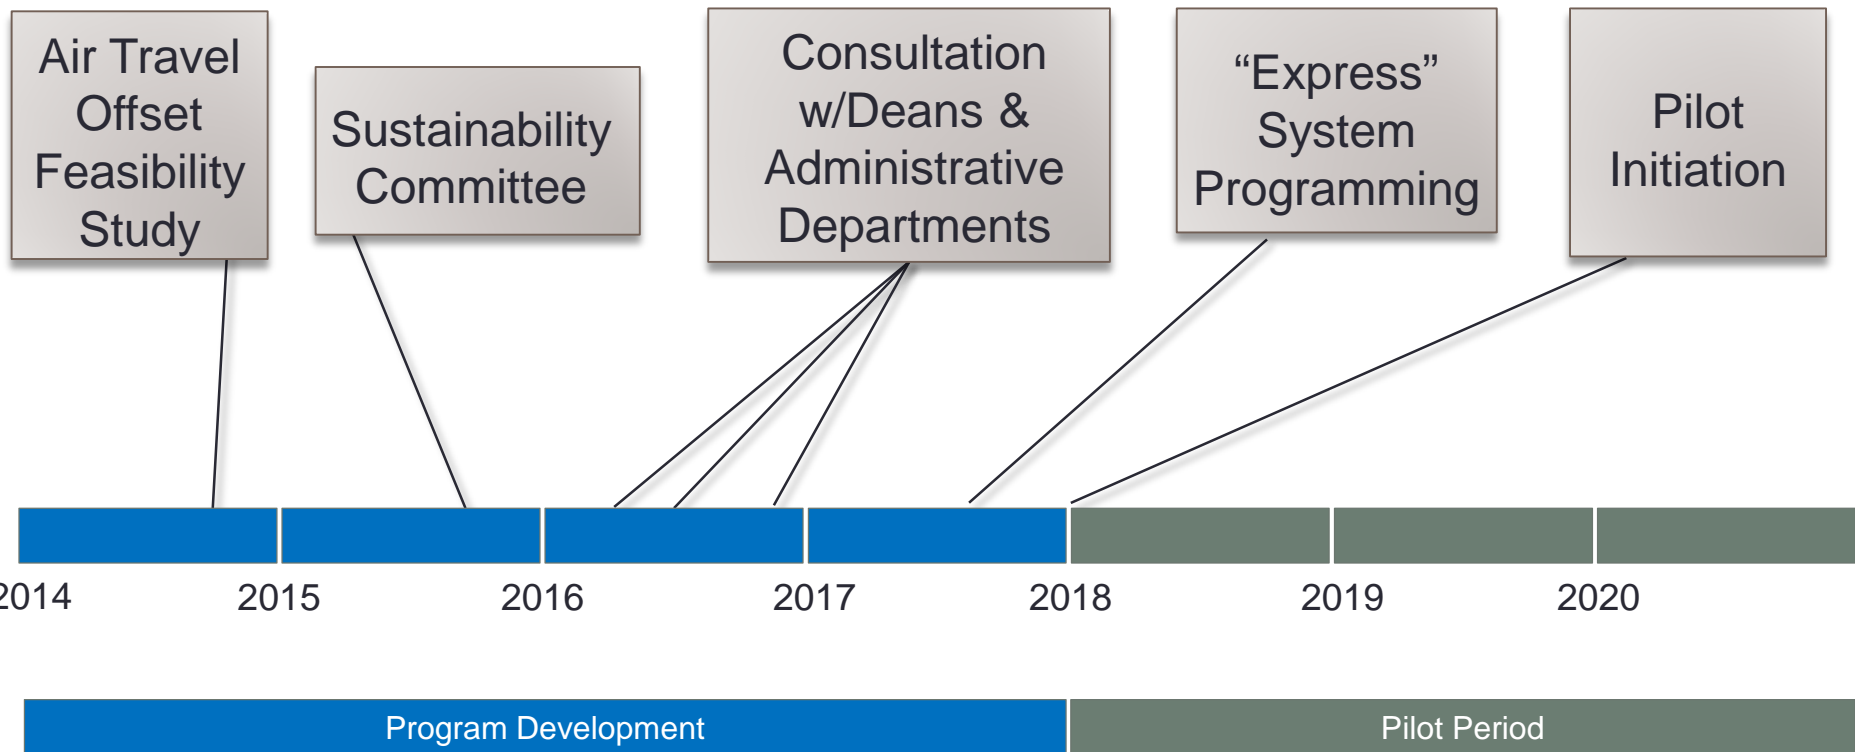 Air Travel
Offset
Feasibility
Study
Sustainability
Committee
Consultation
w/Deans &
Administrative
Departments
“Express”
System
Programming
Pilot
Initiation
2014
2015
2016
2017
2018
2019
2020
Program Development
Pilot Period